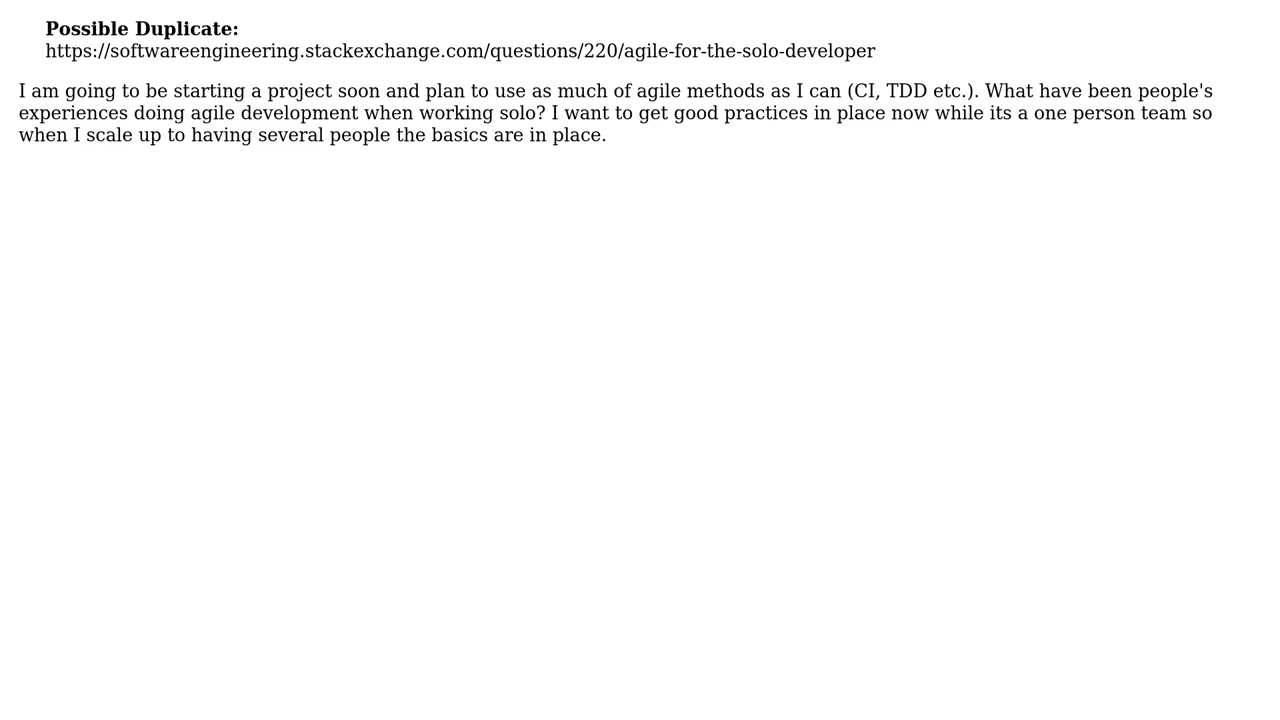 Possible Duplicate:
https://softwareengineering.stackexchange.com/questions/220/agile-for-the-solo-developer
I am going to be starting a project soon and plan to use as much of agile methods as I can (CI, TDD etc.). What have been people's
experiences doing agile development when working solo? I want to get good practices in place now while its a one person team so
when I scale up to having several people the basics are in place.